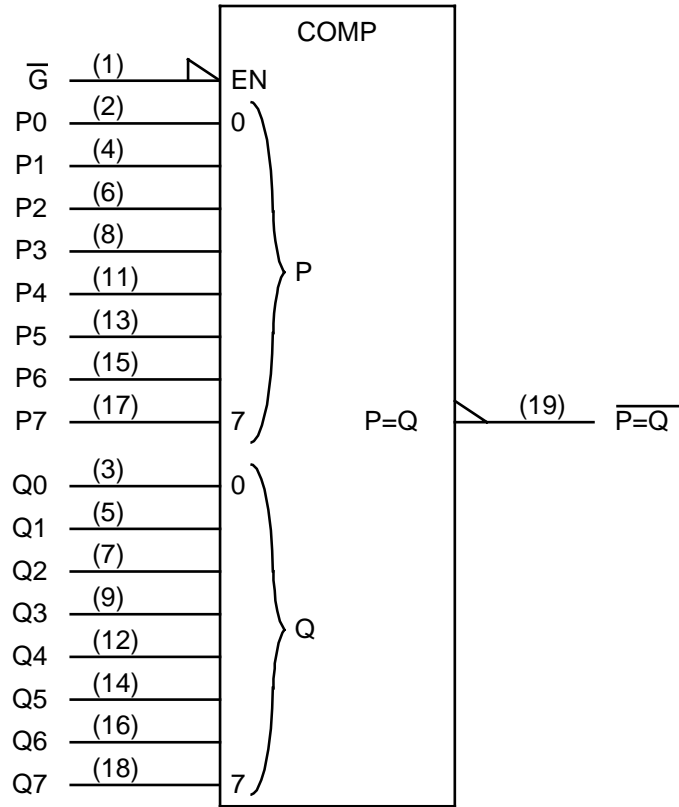 COMP
G̅ (1) EN
P0 (2) 0
P1 (4)
P2 (6)
P3 (8)
P4 (11)
P
P5 (13)
P6 (15)
P7 (17) 7 P=Q (19) P̅=̅Q̅
Q0 (3) 0
Q1 (5)
Q2 (7)
Q3 (9)
Q
Q4 (12)
Q5 (14)
Q6 (16)
Q7 (18) 7